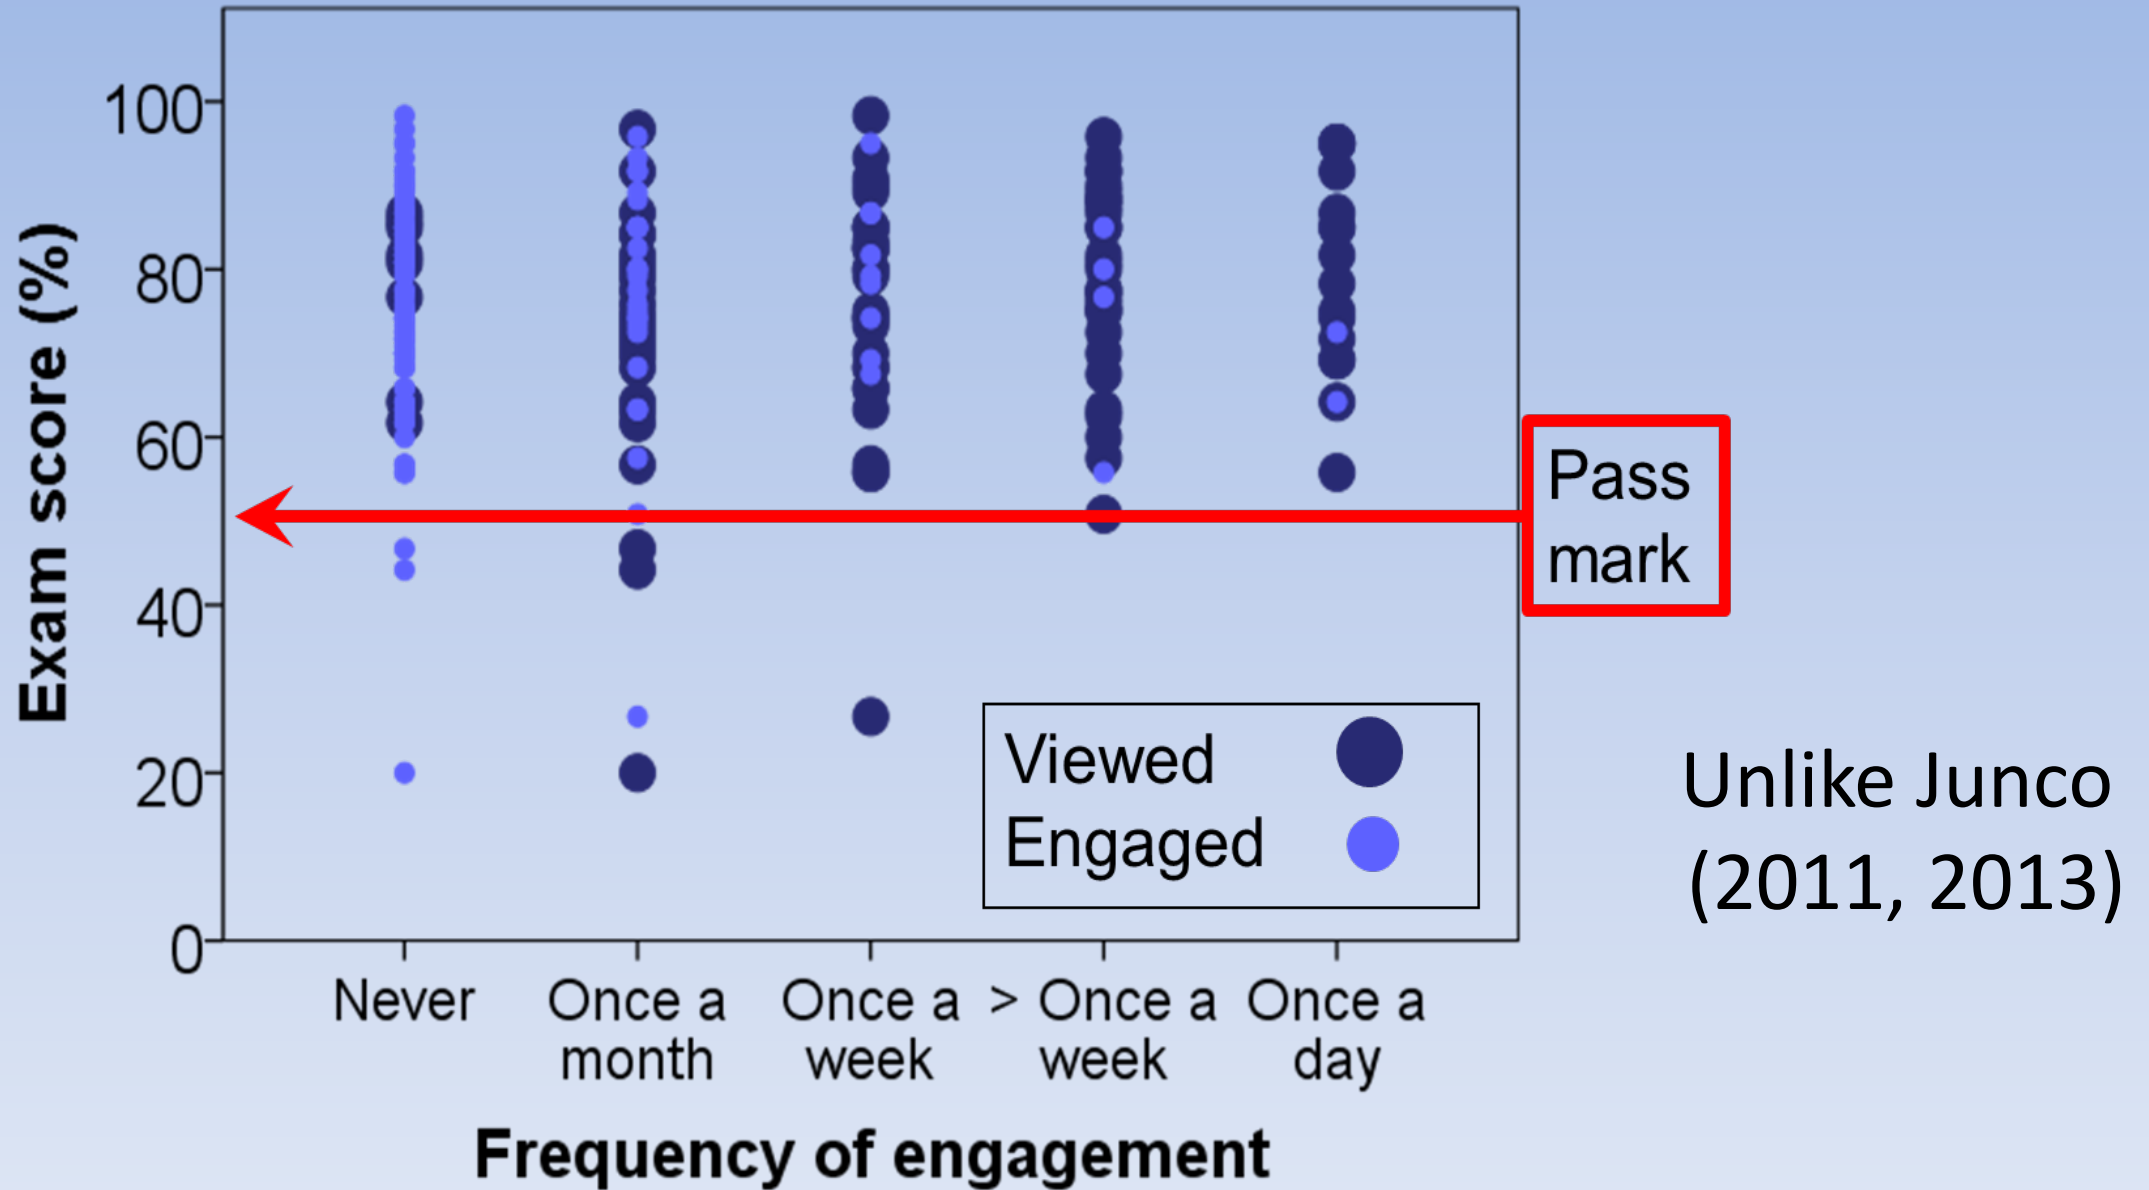 100
80
60
40
20
0
Exam score (%)
Pass
mark
Viewed
Engaged
Unlike Junco
(2011, 2013)
Never
Once a
month
Once a
week
> Once a
week
Once a
day
Frequency of engagement